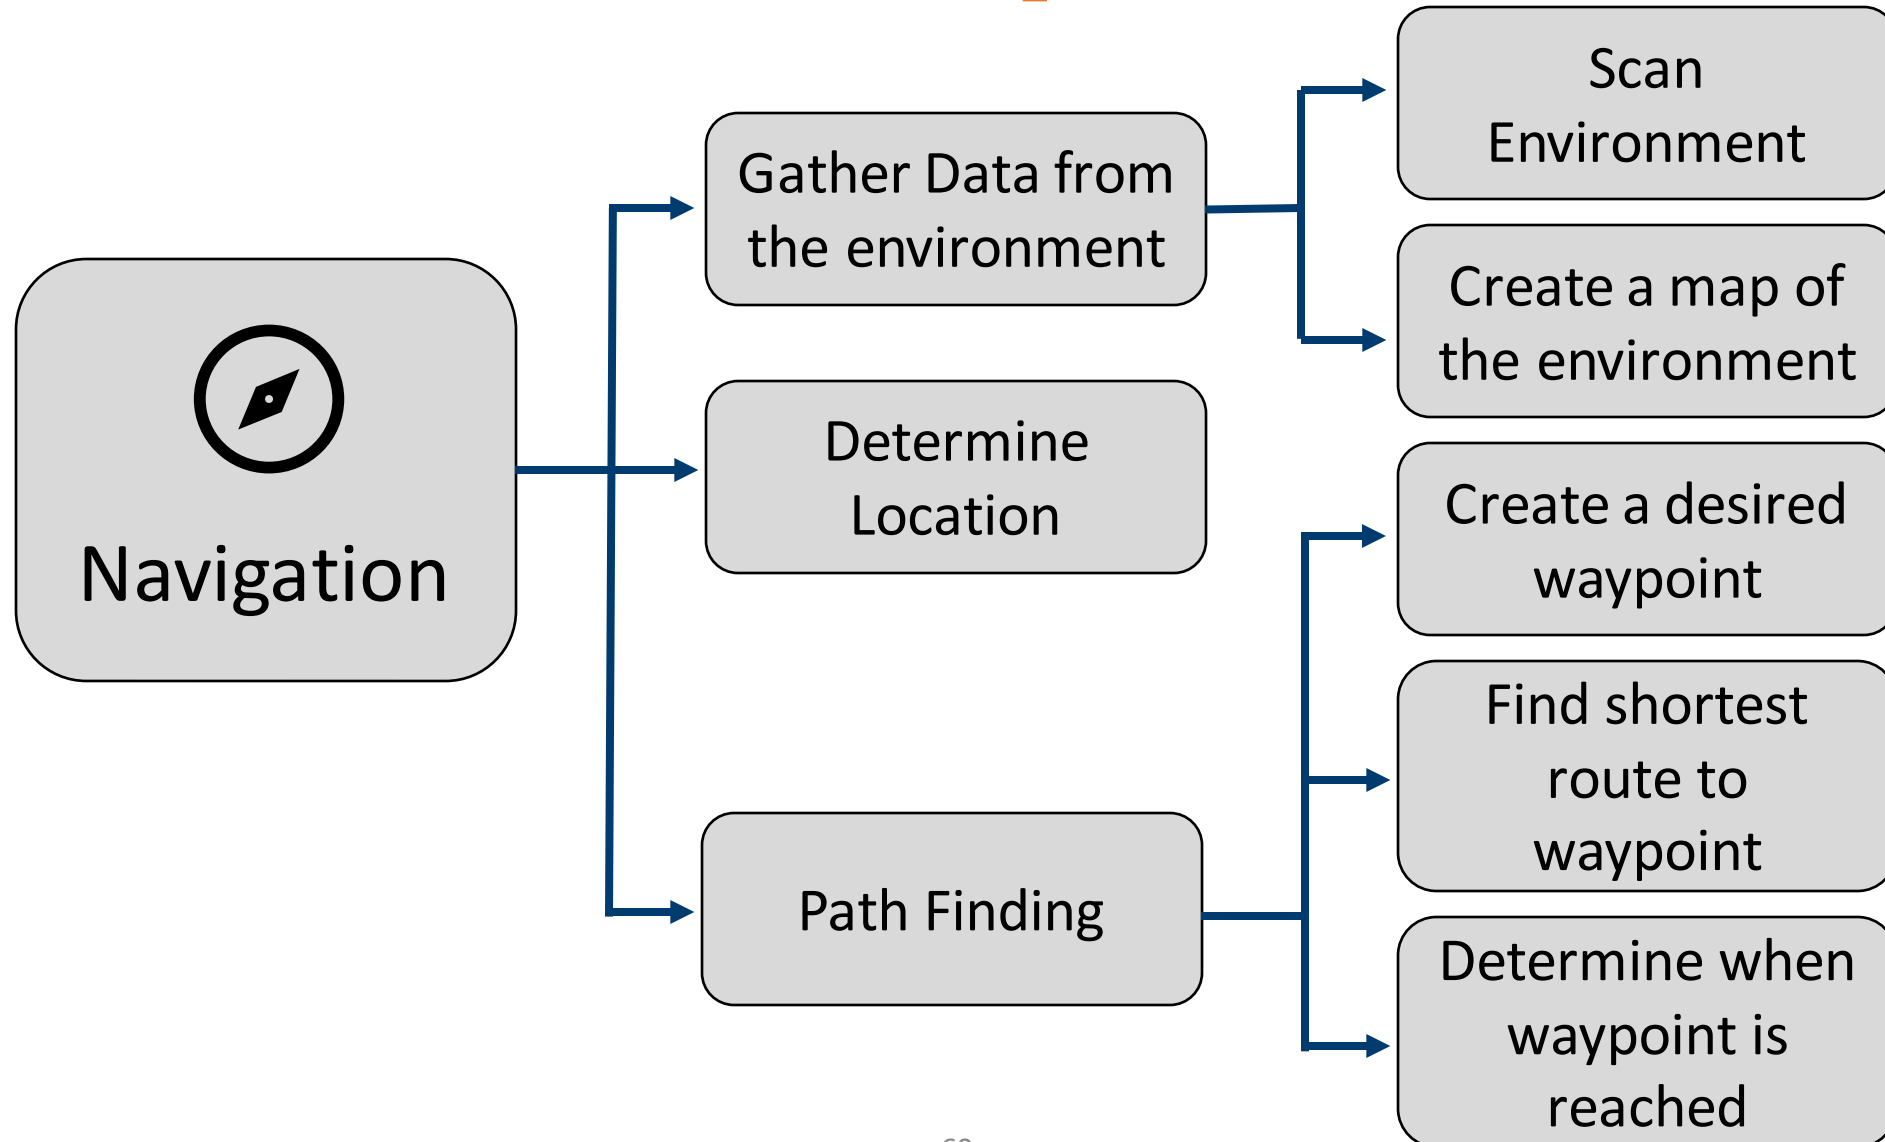 Navigation
Gather Data from
the environment
Determine
Location
Path Finding
Scan
Environment
Create a map of
the environment
Create a desired
waypoint
Find shortest
route to
waypoint
Determine when
waypoint is
reached